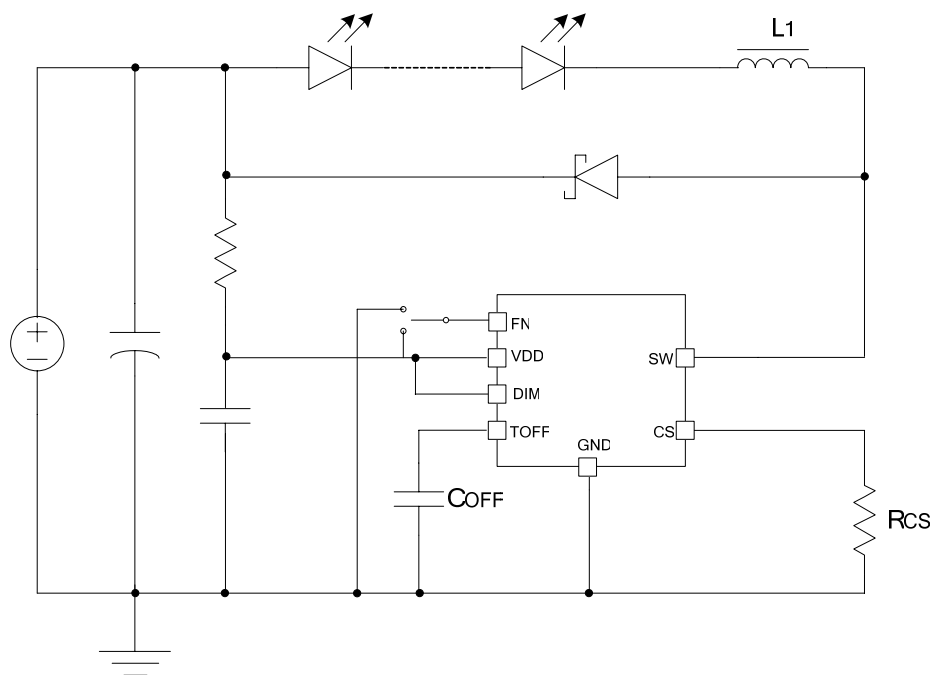 L1
FN
VDD
SW
DIM
TOFF
CS
GND
COFF
RCS